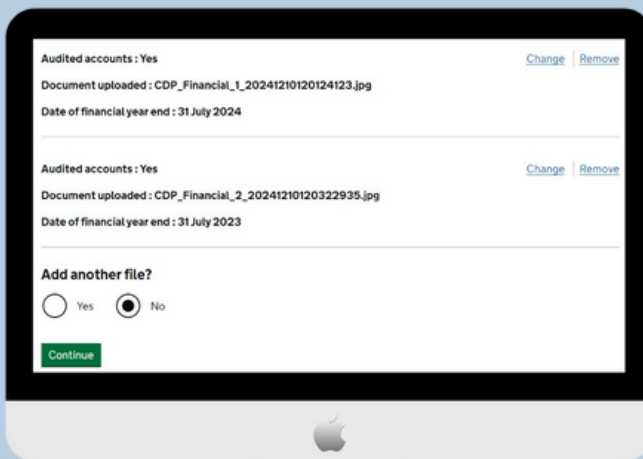 Audited accounts : Yes Change Remove
Document uploaded : CDP_Financial_1_20241210120124123.jpg
Date of financial year end : 31 July 2024
Audited accounts : Yes Change Remove
Document uploaded : CDP_Financial_2_20241210120322935.jpg
Date of financial year end : 31 July 2023
Add another file?
Yes No
Continue